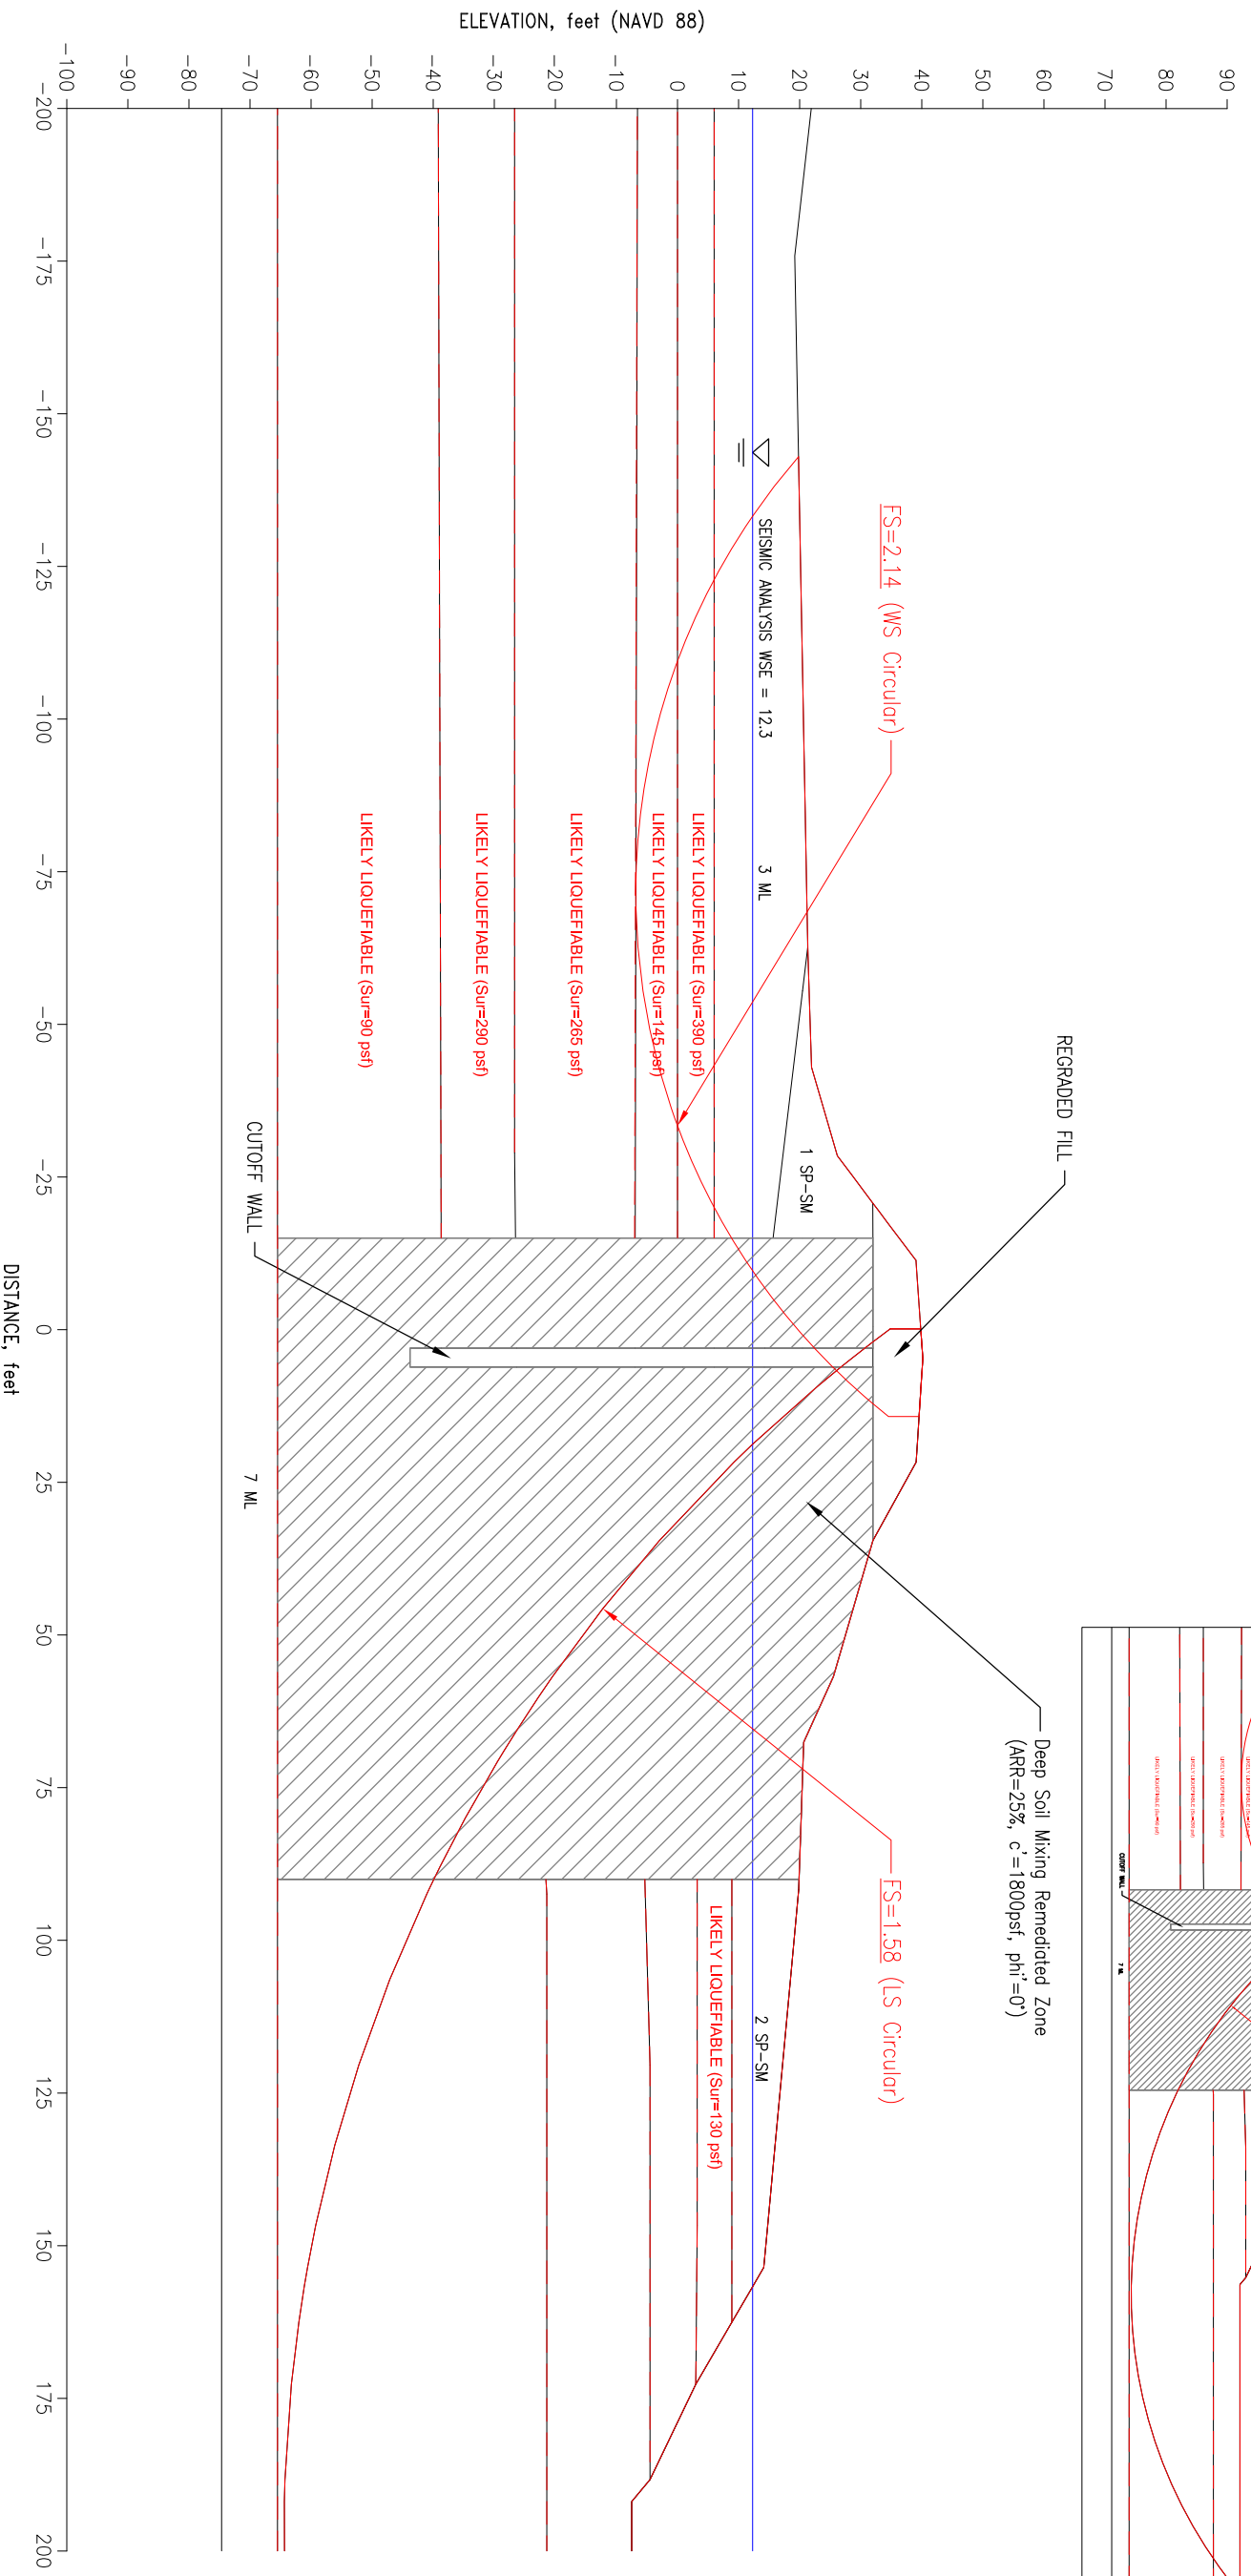 ELEVATION, feet (NAVD 88)
90
80
70
60
50
40
30
20
10
0
-10
-20
-30
-40
-50
-60
-70
-80
-90
-100
REGRADED FILL
Deep Soil Mixing Remediated Zone
(ARR=25%, c'=1800psf, phi'=0°)
FS=2.14 (WS Circular)
FS=1.58 (LS Circular)
SEISMIC ANALYSIS WSE = 12.3
1 SP-SM
3 ML
2 SP-SM
LIKELY LIQUEFIABLE (Sur=390 psf)
LIKELY LIQUEFIABLE (Sur=130 psf)
LIKELY LIQUEFIABLE (Sur=145 psf)
LIKELY LIQUEFIABLE (Sur=265 psf)
LIKELY LIQUEFIABLE (Sur=290 psf)
LIKELY LIQUEFIABLE (Sur=90 psf)
CUTOFF WALL
7 ML
-200
-175
-150
-125
-100
-75
-50
-25
0
25
50
75
100
125
150
175
200
DISTANCE, feet
CUTOFF WALL
7 ML